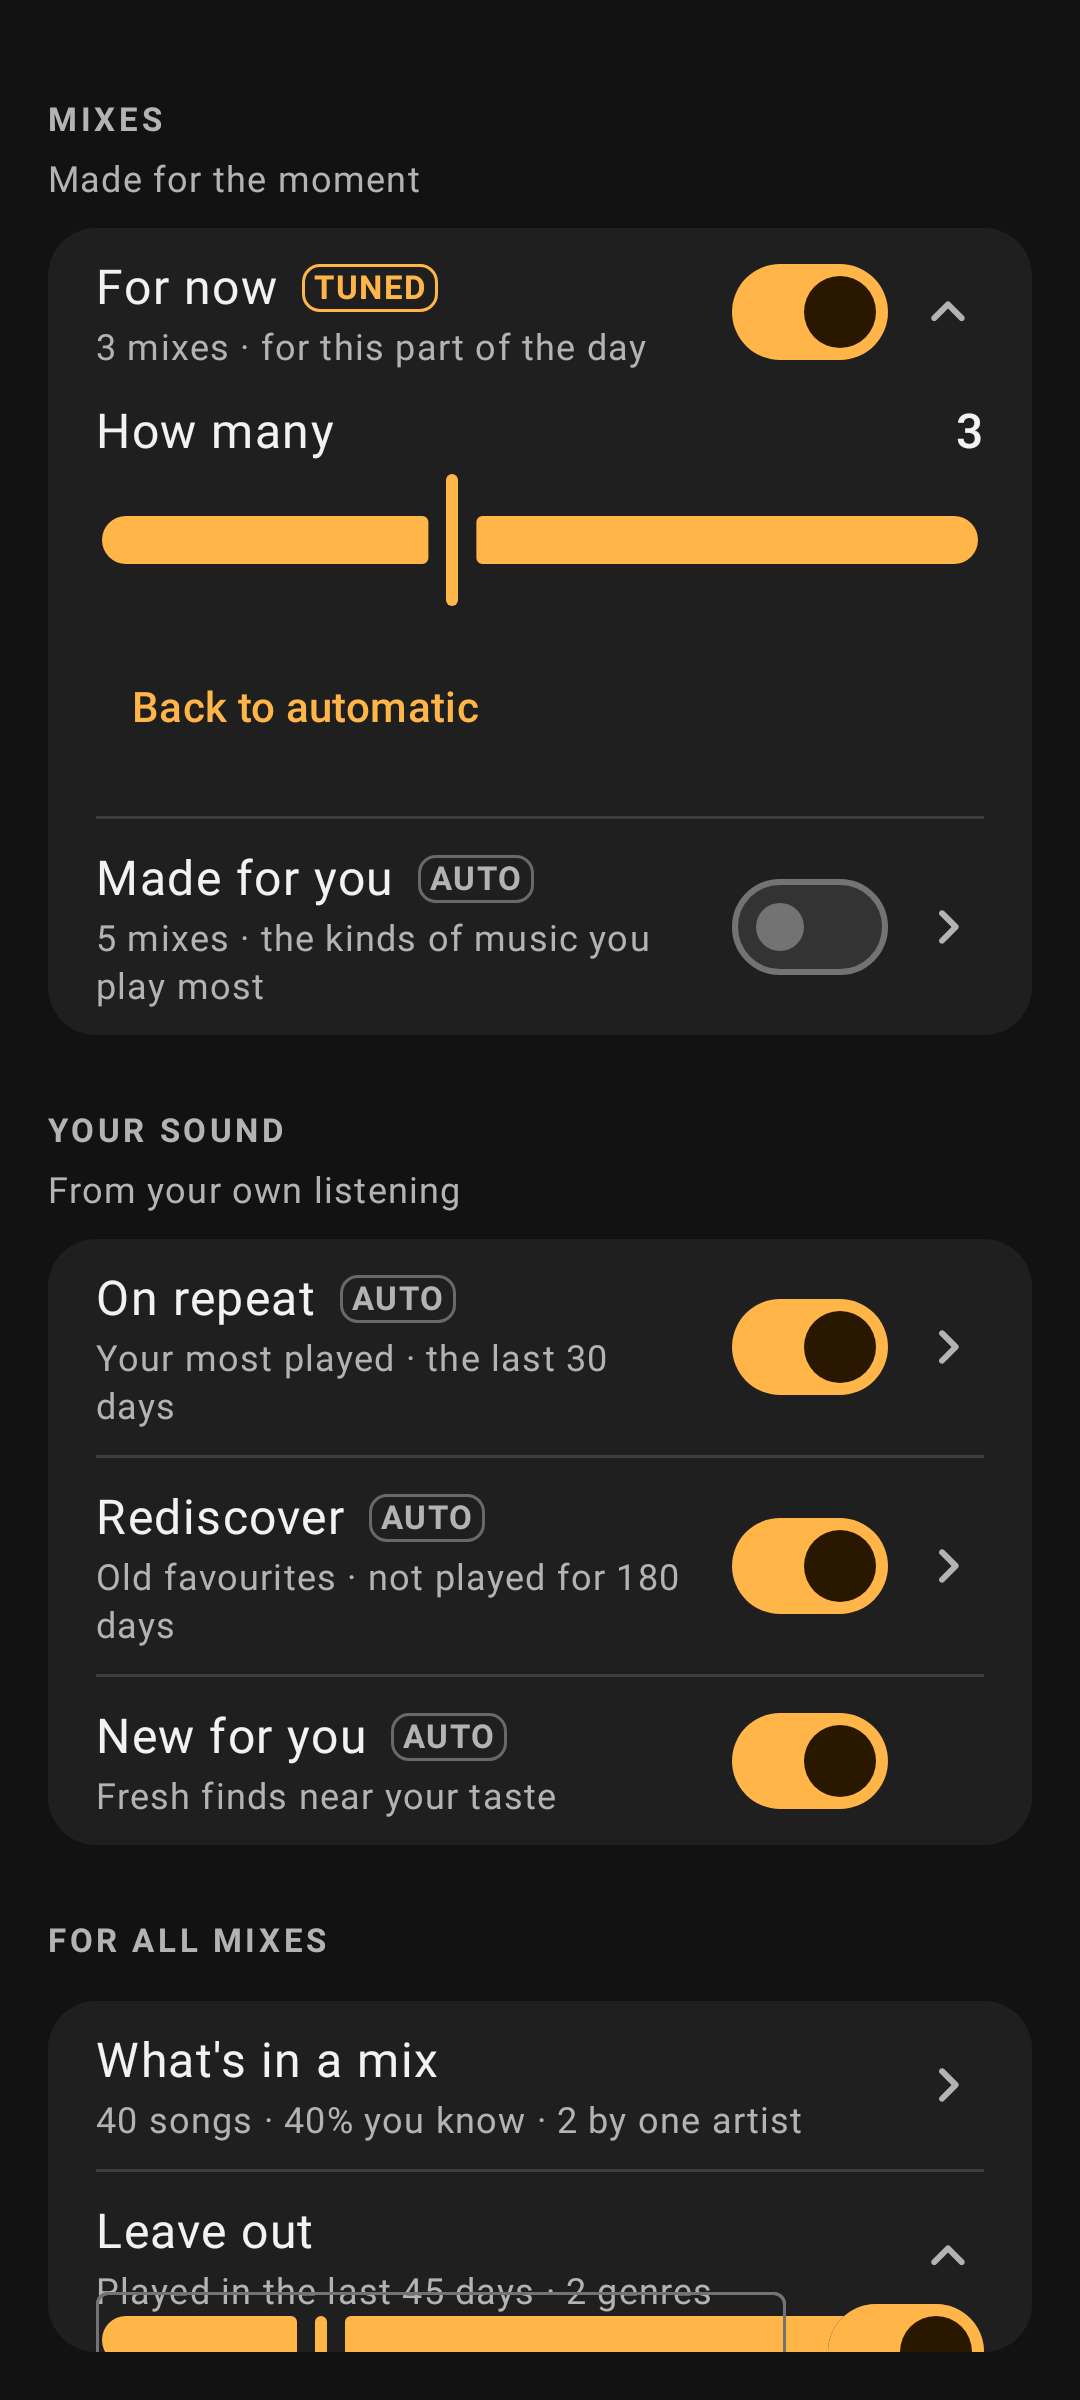 MIXES
Made for the moment
For now TUNED
3 mixes · for this part of the day
How many 3
Back to automatic
Made for you AUTO
5 mixes · the kinds of music you
play most
YOUR SOUND
From your own listening
On repeat AUTO
Your most played · the last 30
days
Rediscover AUTO
Old favourites · not played for 180
days
New for you AUTO
Fresh finds near your taste
FOR ALL MIXES
What's in a mix
40 songs · 40% you know · 2 by one artist
Leave out
Played in the last 45 days · 2 genres